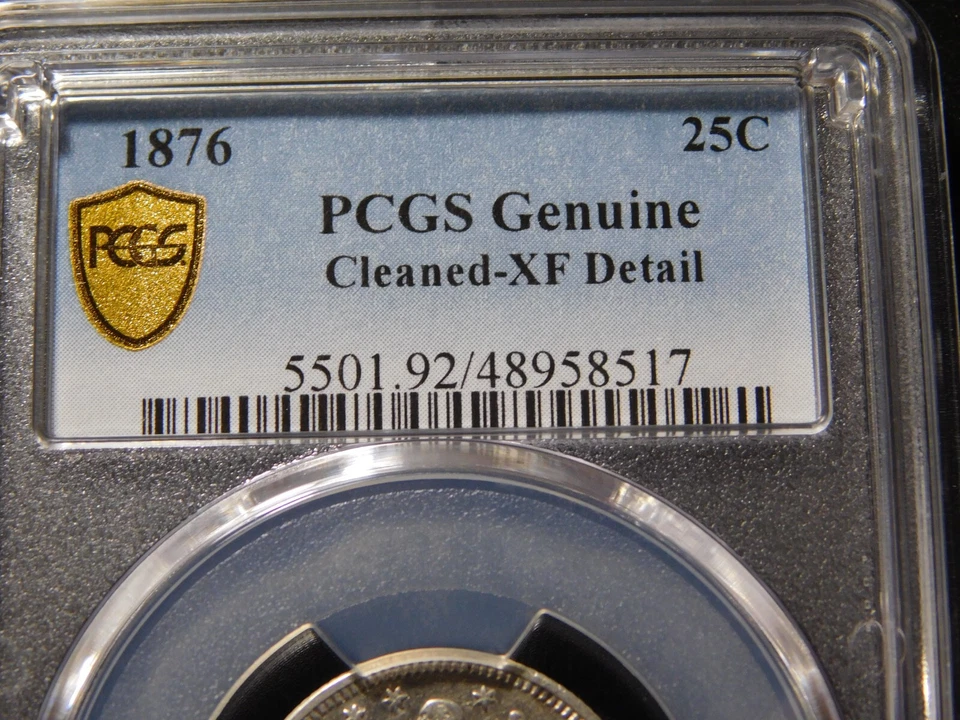 1876 25C
PCGS
PCGS Genuine
Cleaned-XF Detail
5501.92/48958517